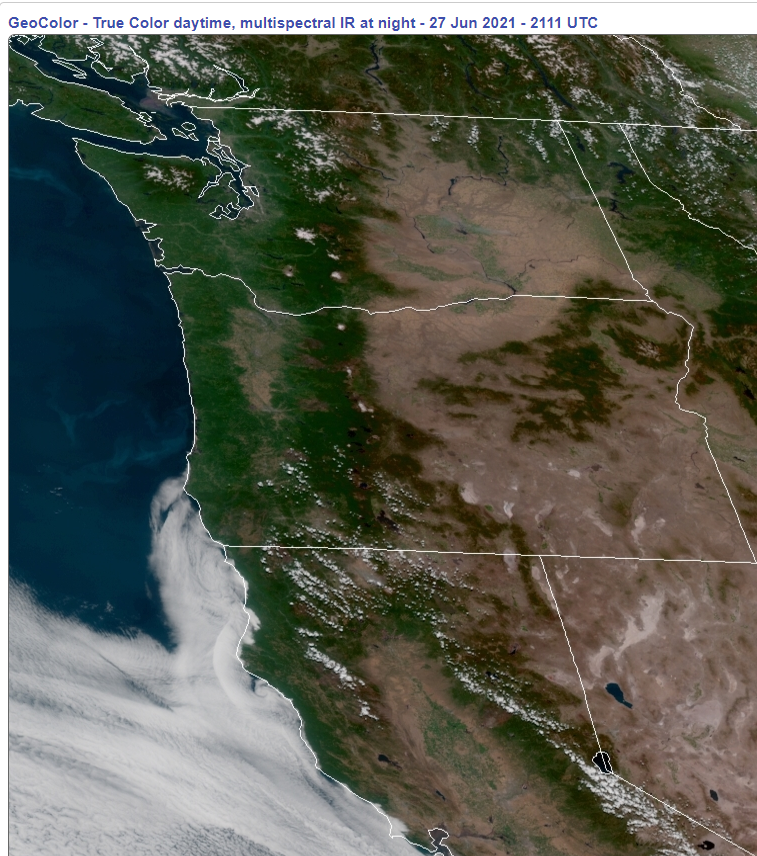 GeoColor - True Color daytime, multispectral IR at night - 27 Jun 2021 - 2111 UTC